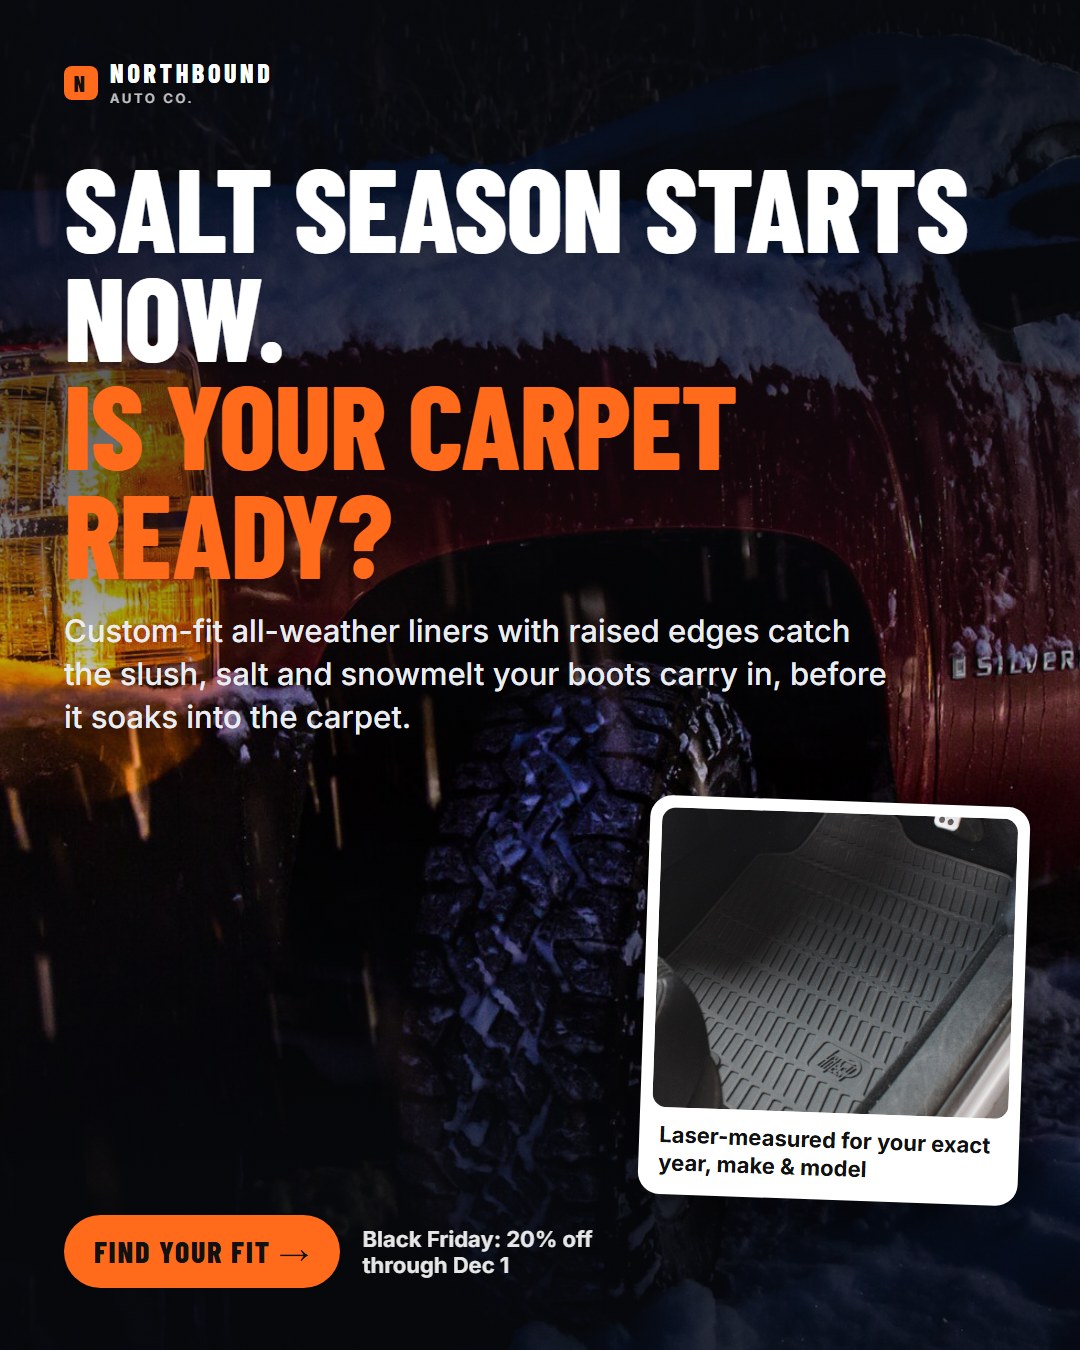 N
NORTHBOUND
AUTO CO.
SALT SEASON STARTS
NOW.
IS YOUR CARPET
READY?
Custom-fit all-weather liners with raised edges catch
the slush, salt and snowmelt your boots carry in, before
it soaks into the carpet.
SILVER
Laser-measured for your exact
year, make & model
FIND YOUR FIT →
Black Friday: 20% off
through Dec 1